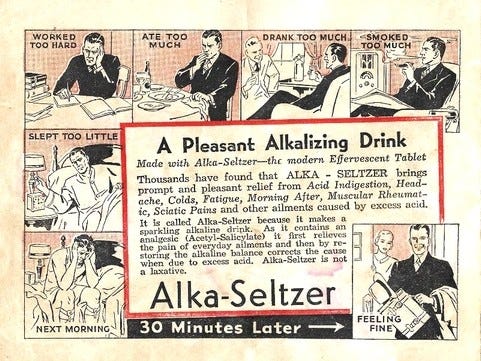 WORKED
TOO HARD
ATE TOO
MUCH
DRANK TOO MUCH
SMOKED
TOO MUCH
SLEPT TOO LITTLE
NEXT MORNING
A Pleasant Alkalizing Drink
Made with Alka-Seltzer—the modern Effervescent Tablet
Thousands have found that ALKA - SELTZER brings
prompt and pleasant relief from Acid Indigestion, Head-
ache, Colds, Fatigue, Morning After, Muscular Rheumat-
ic, Sciatic Pains and other ailments caused by excess acid.
It is called Alka-Seltzer because it makes a
sparkling alkaline drink. As it contains an
analgesic (Acetyl-Salicylate) it first relieves
the pain of everyday ailments and then by re-
storing the alkaline balance corrects the cause
when due to excess acid. Alka-Seltzer is not
a laxative.
Alka-Seltzer
30 Minutes Later
FEELING
FINE